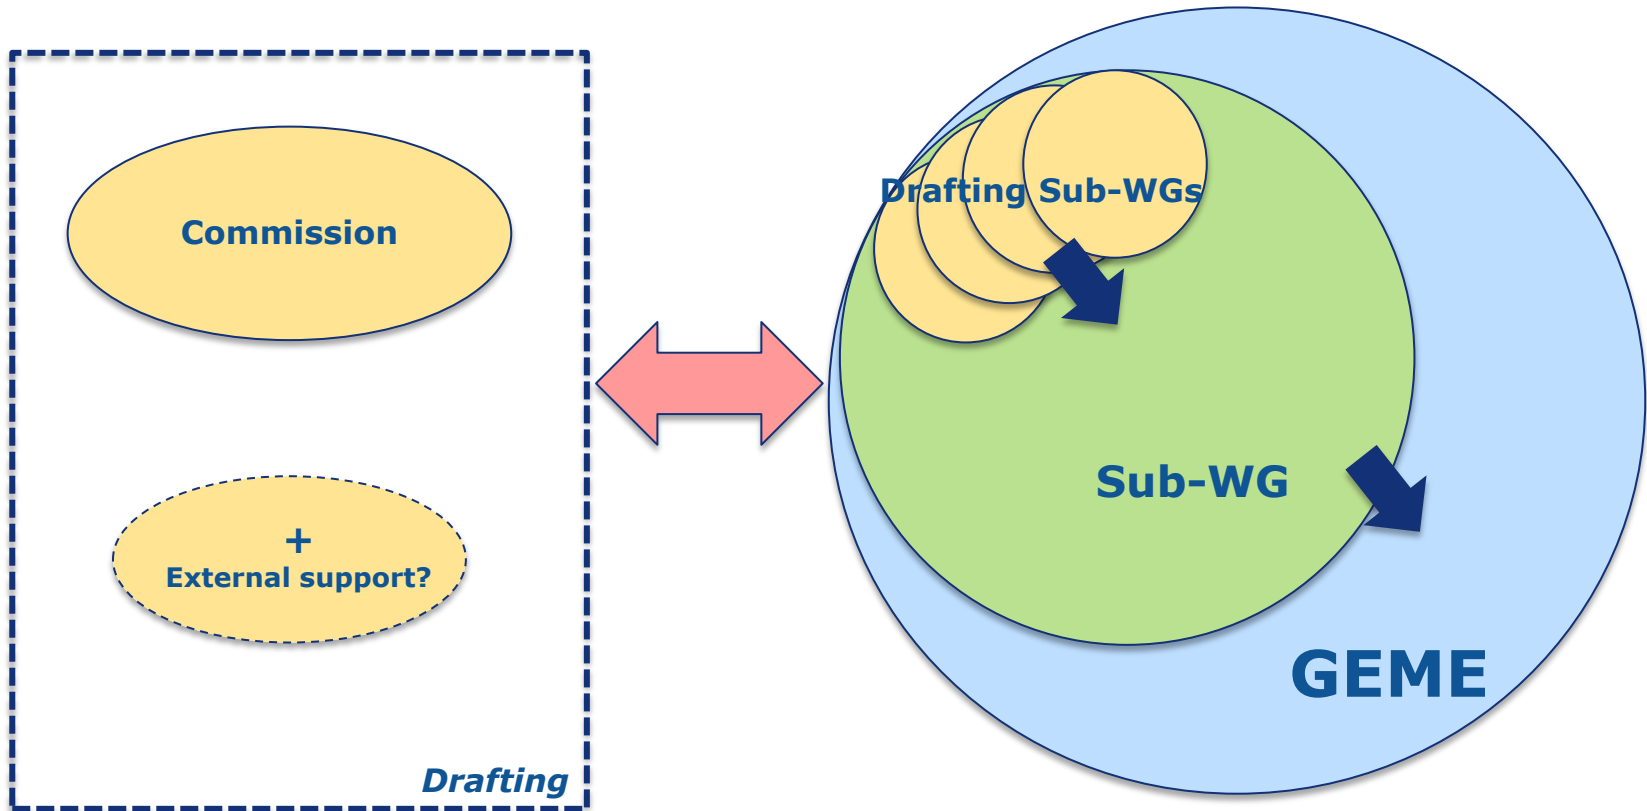 Commission
+
External support?
Drafting
Drafting Sub-WGs
Sub-WG
GEME